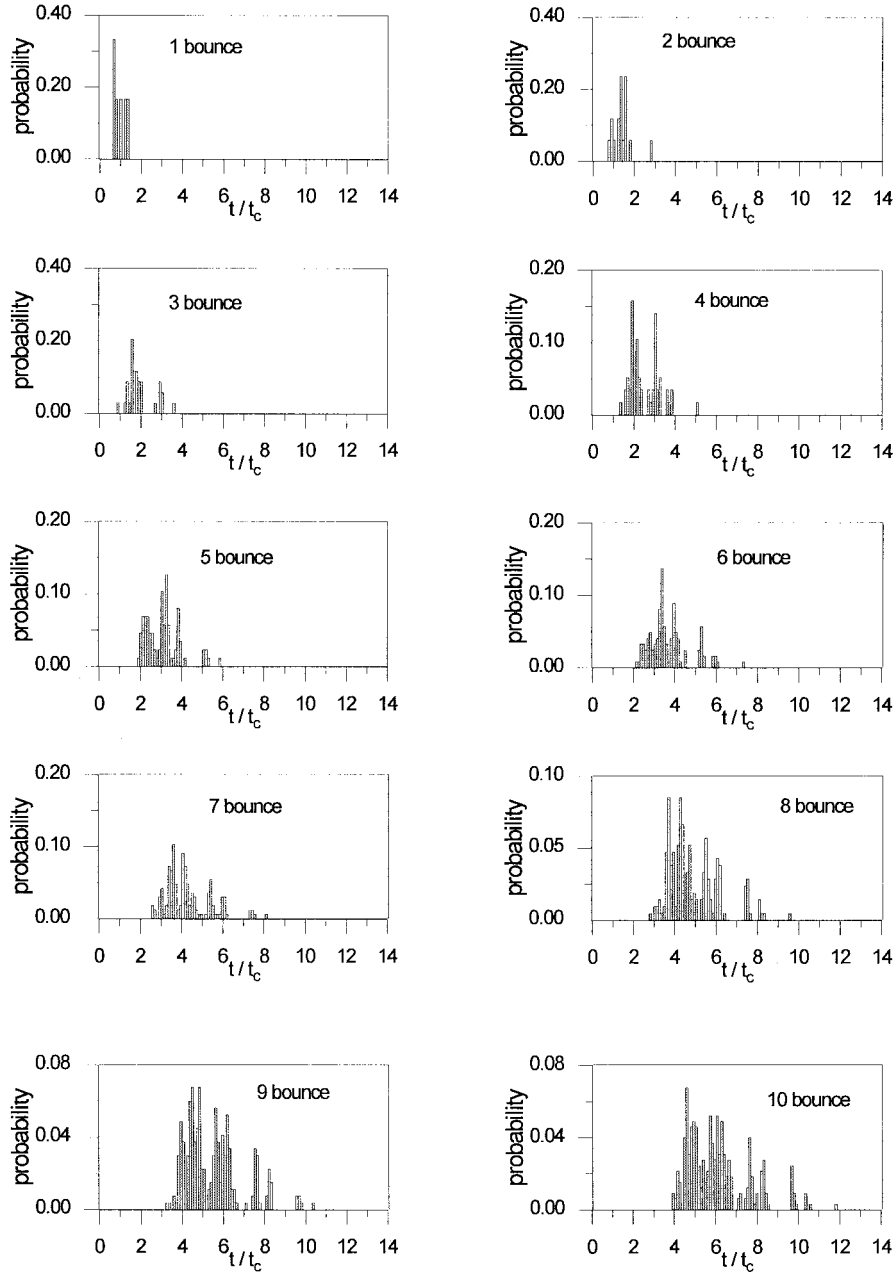 0.40
1 bounce
probability
0.20
0.00
0 2 4 6 8 10 12 14
t / tc
0.40
2 bounce
probability
0.20
0.00
0 2 4 6 8 10 12 14
t / tc
0.40
3 bounce
probability
0.20
0.00
0 2 4 6 8 10 12 14
t / tc
0.20
4 bounce
probability
0.10
0.00
0 2 4 6 8 10 12 14
t / tc
0.20
5 bounce
probability
0.10
0.00
0 2 4 6 8 10 12 14
t / tc
0.20
6 bounce
probability
0.10
0.00
0 2 4 6 8 10 12 14
t / tc
0.20
7 bounce
probability
0.10
0.00
0 2 4 6 8 10 12 14
t / tc
0.10
8 bounce
probability
0.05
0.00
0 2 4 6 8 10 12 14
t / tc
0.08
9 bounce
probability
0.04
0.00
0 2 4 6 8 10 12 14
t / tc
0.08
10 bounce
probability
0.04
0.00
0 2 4 6 8 10 12 14
t / tc